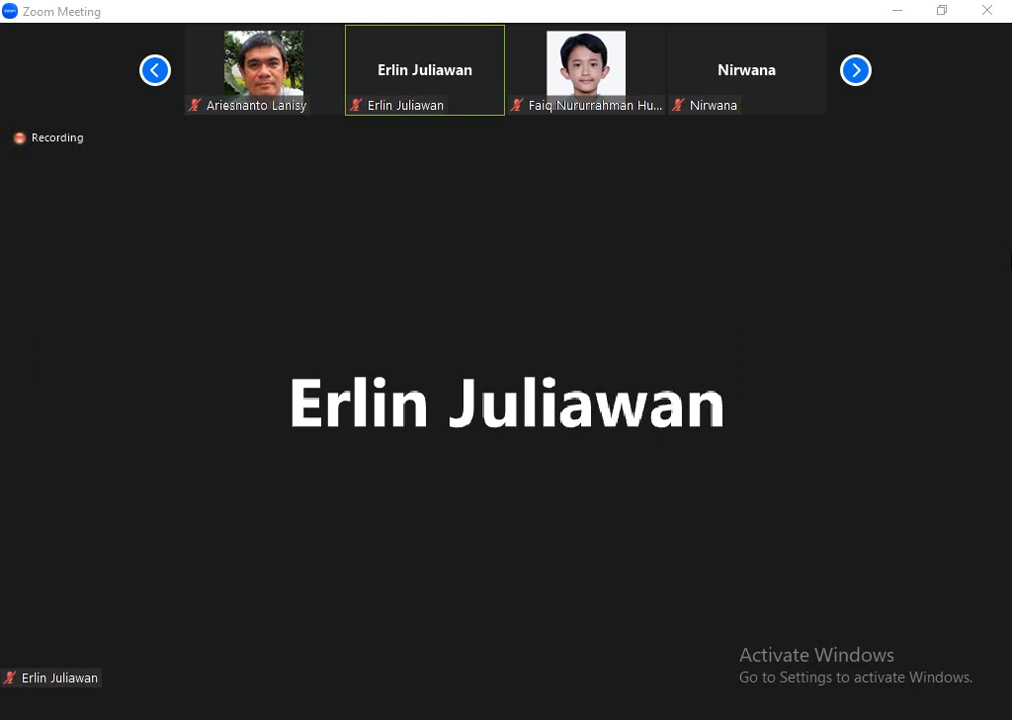 Zoom Meeting
Erlin Juliawan
Nirwana
Ariesnanto Lanisy
Erlin Juliawan
Faiq Nururrahman Hu...
Nirwana
Recording
Erlin Juliawan
Activate Windows
Go to Settings to activate Windows.
Erlin Juliawan